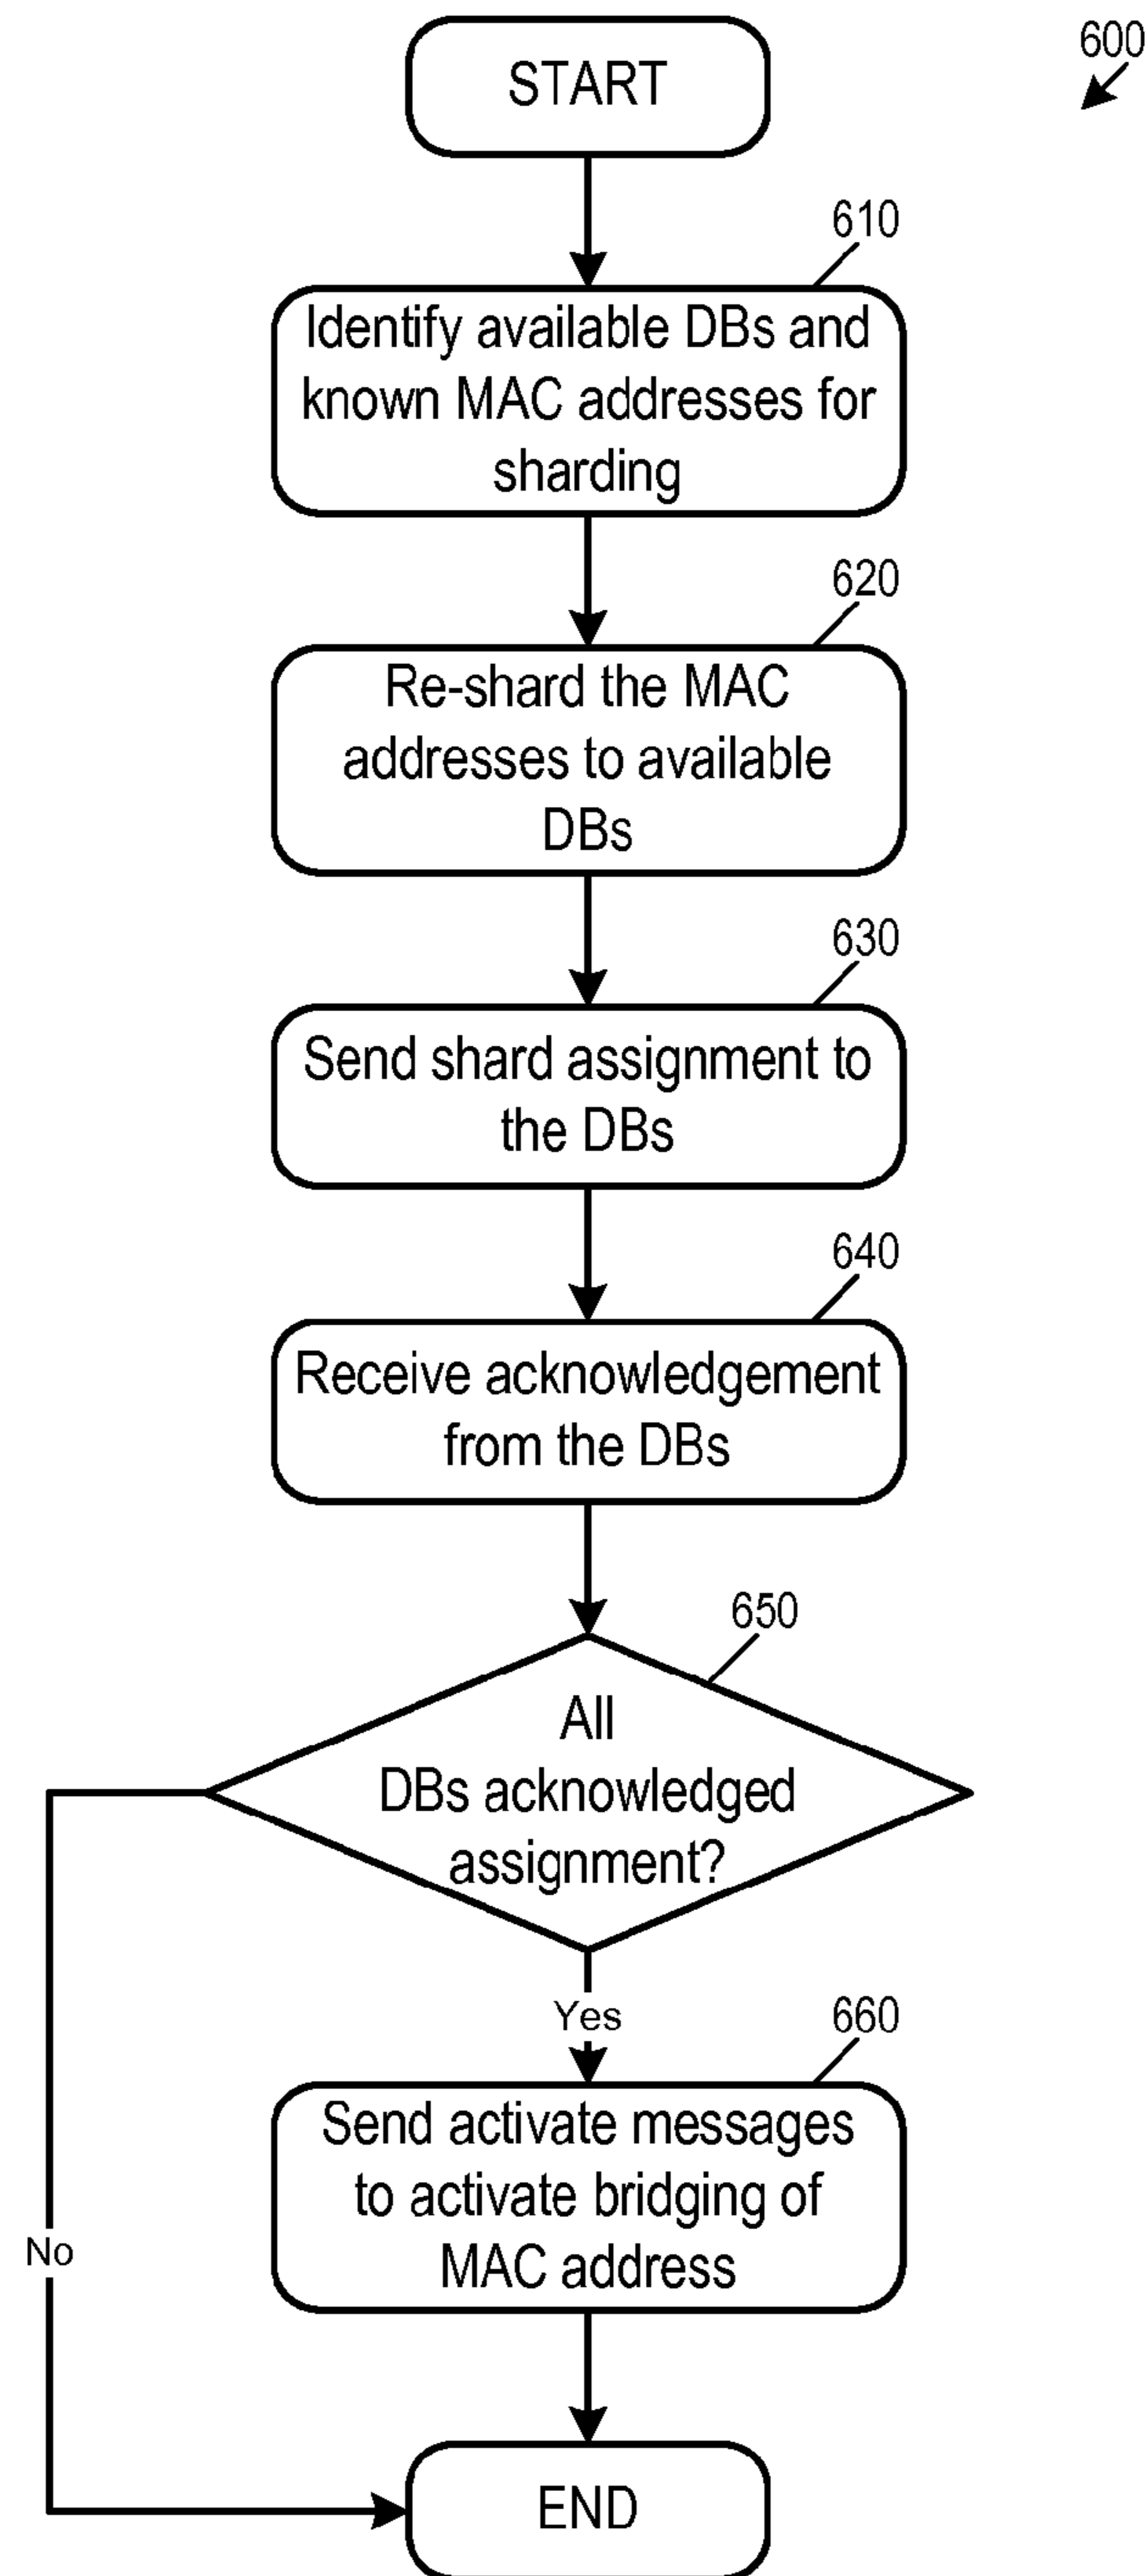 600
START
610
Identify available DBs and
known MAC addresses for
sharding
620
Re-shard the MAC
addresses to available
DBs
630
Send shard assignment to
the DBs
640
Receive acknowledgement
from the DBs
650
All
DBs acknowledged
assignment?
Yes
660
Send activate messages
to activate bridging of
MAC address
No
END